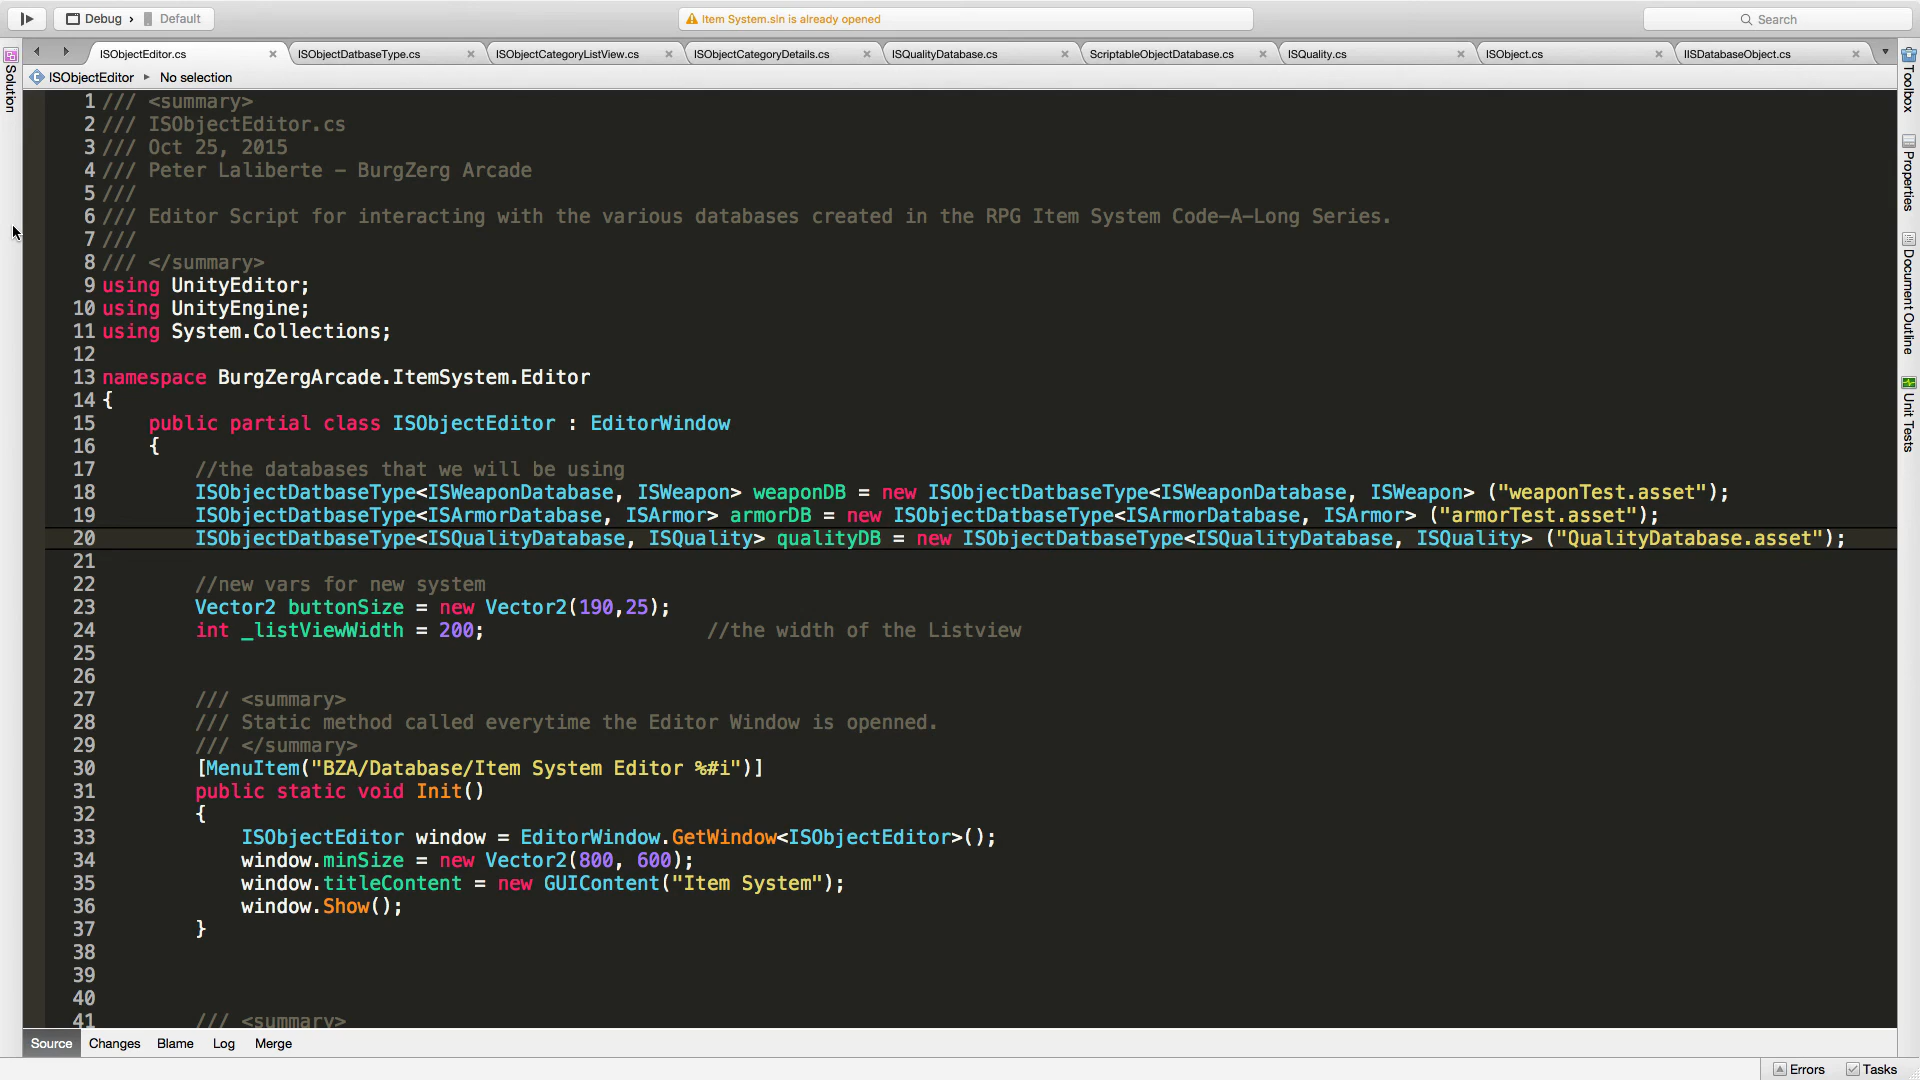 Debug › Default
Item System.sln is already opened
Search
ISObjectEditor.cs
ISObjectDatbaseType.cs
ISObjectCategoryListView.cs
ISObjectCategoryDetails.cs
ISQualityDatabase.cs
ScriptableObjectDatabase.cs
ISQuality.cs
ISObject.cs
IISDatabaseObject.cs
ISObjectEditor ▸ No selection
Solution
Toolbox
Properties
Document Outline
Unit Tests
1 /// <summary>
2 /// ISObjectEditor.cs
3 /// Oct 25, 2015
4 /// Peter Laliberte - BurgZerg Arcade
5 ///
6 /// Editor Script for interacting with the various databases created in the RPG Item System Code-A-Long Series.
7 ///
8 /// </summary>
9 using UnityEditor;
10 using UnityEngine;
11 using System.Collections;
12
13 namespace BurgZergArcade.ItemSystem.Editor
14 {
15 public partial class ISObjectEditor : EditorWindow
16 {
17 //the databases that we will be using
18 ISObjectDatbaseType<ISWeaponDatabase, ISWeapon> weaponDB = new ISObjectDatbaseType<ISWeaponDatabase, ISWeapon> ("weaponTest.asset");
19 ISObjectDatbaseType<ISArmorDatabase, ISArmor> armorDB = new ISObjectDatbaseType<ISArmorDatabase, ISArmor> ("armorTest.asset");
20 ISObjectDatbaseType<ISQualityDatabase, ISQuality> qualityDB = new ISObjectDatbaseType<ISQualityDatabase, ISQuality> ("QualityDatabase.asset");
21
22 //new vars for new system
23 Vector2 buttonSize = new Vector2(190,25);
24 int _listViewWidth = 200; //the width of the Listview
25
26
27 /// <summary>
28 /// Static method called everytime the Editor Window is openned.
29 /// </summary>
30 [MenuItem("BZA/Database/Item System Editor %#i")]
31 public static void Init()
32 {
33 ISObjectEditor window = EditorWindow.GetWindow<ISObjectEditor>();
34 window.minSize = new Vector2(800, 600);
35 window.titleContent = new GUIContent("Item System");
36 window.Show();
37 }
38
39
40
41 /// <summary>
Source Changes Blame Log Merge
Errors Tasks